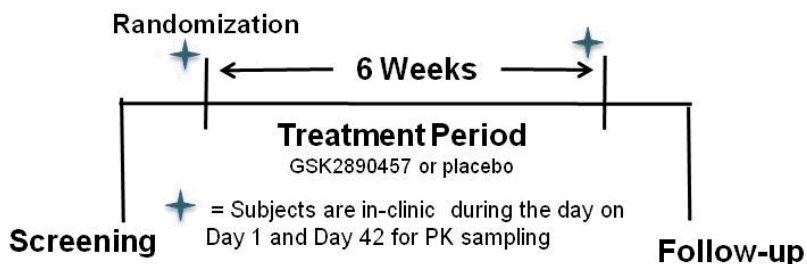 Randomization
6 Weeks
Treatment Period
GSK2890457 or placebo
= Subjects are in-clinic during the day on
Day 1 and Day 42 for PK sampling
Screening
Follow-up